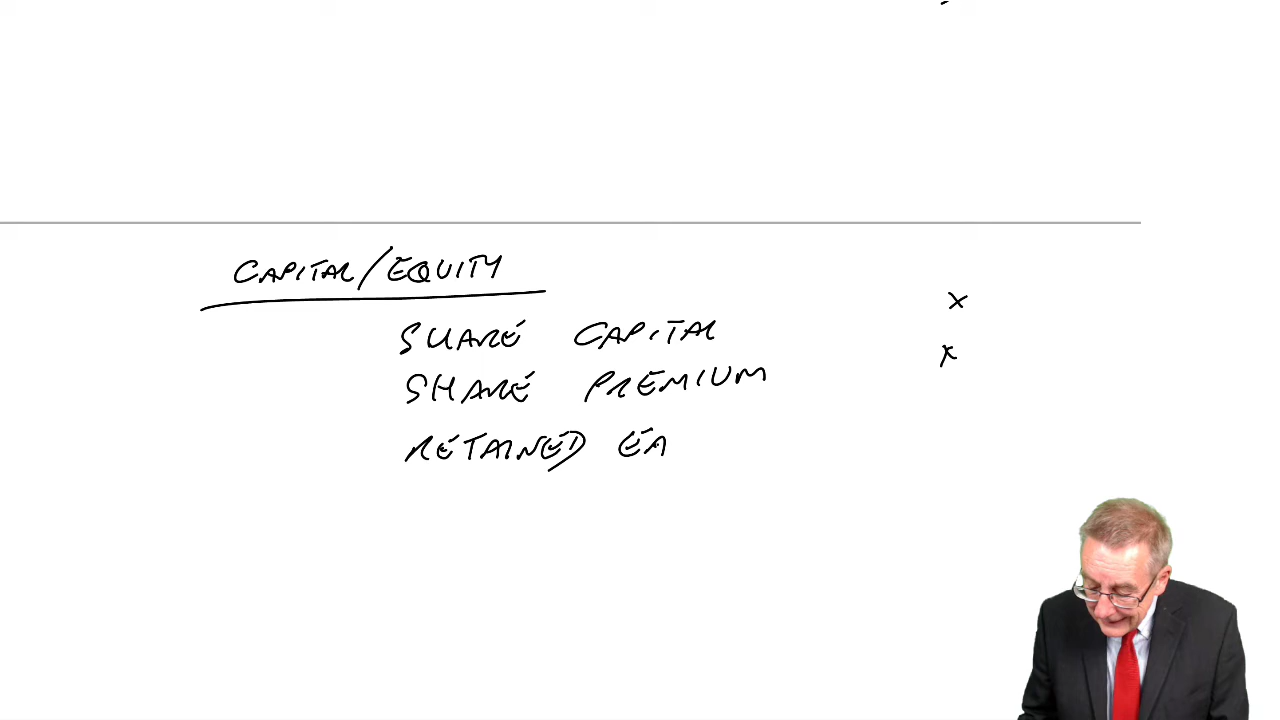 CAPITAL/EQUITY
SHARE CAPITAL x
SHARE PREMIUM x
RETAINED EA